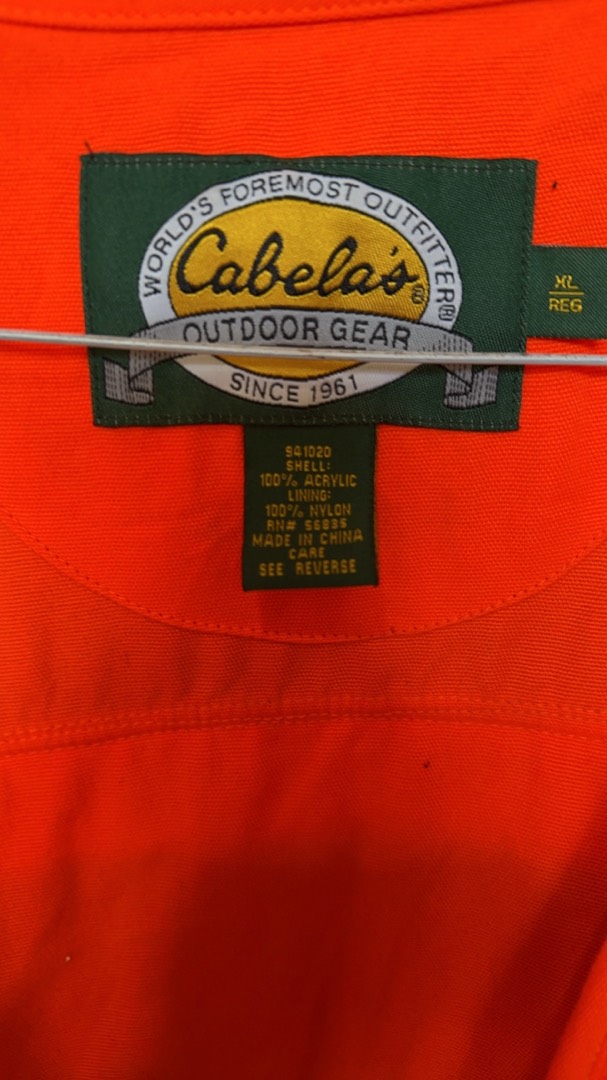 WORLD'S FOREMOST OUTFITTER®
Cabela's®
OUTDOOR GEAR
SINCE 1961
XL
REG
941020
SHELL:
100% ACRYLIC
LINING:
100% NYLON
RN# 56835
MADE IN CHINA
CARE
SEE REVERSE